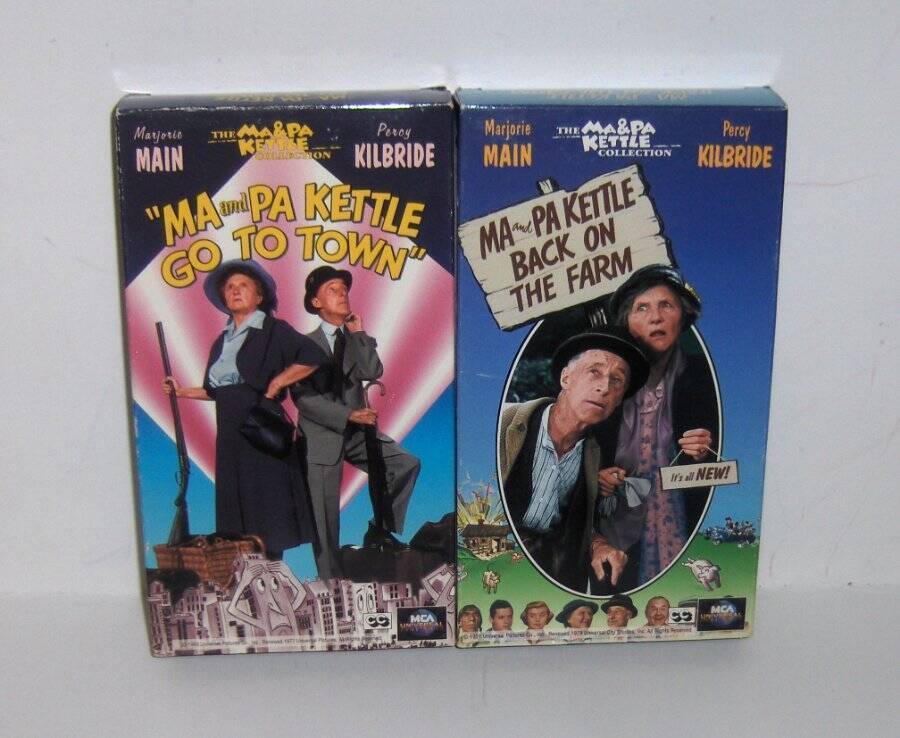 Marjorie
MAIN
THE MA & PA
KETTLE
COLLECTION
Percy
KILBRIDE
"MA and PA KETTLE
GO TO TOWN"
CC
MCA
UNIVERSAL
Marjorie
MAIN
THE MA & PA
KETTLE
COLLECTION
Percy
KILBRIDE
MA and PA KETTLE
BACK ON
THE FARM
It's all NEW!
CC
MCA
UNIVERSAL